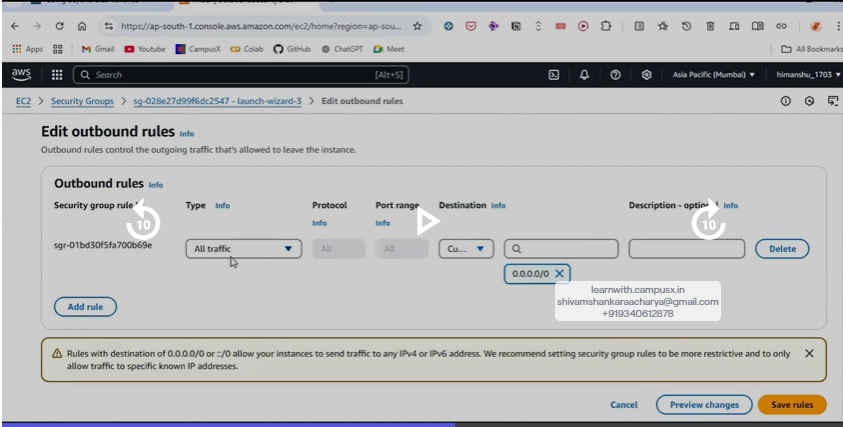 https://ap-south-1.console.aws.amazon.com/ec2/home?region=ap-sou...
Apps Gmail Youtube CampusX Colab GitHub ChatGPT Meet All Bookmarks
aws Search [Alt+S] Asia Pacific (Mumbai) himanshu_1703
EC2 > Security Groups > sg-028e27d99f6dc2547 - launch-wizard-3 > Edit outbound rules
Edit outbound rules Info
Outbound rules control the outgoing traffic that's allowed to leave the instance.
Outbound rules Info
Security group rule Type Info Protocol Port range Destination Info Description - optional Info
Info Info
10 10
sgr-01bd30f5fa700b69e All traffic All All Cu... Delete
0.0.0.0/0
learnwith.campusx.in
shivamshankaraacharya@gmail.com
+919340612878
Add rule
Rules with destination of 0.0.0.0/0 or ::/0 allow your instances to send traffic to any IPv4 or IPv6 address. We recommend setting security group rules to be more restrictive and to only
allow traffic to specific known IP addresses.
Cancel Preview changes Save rules